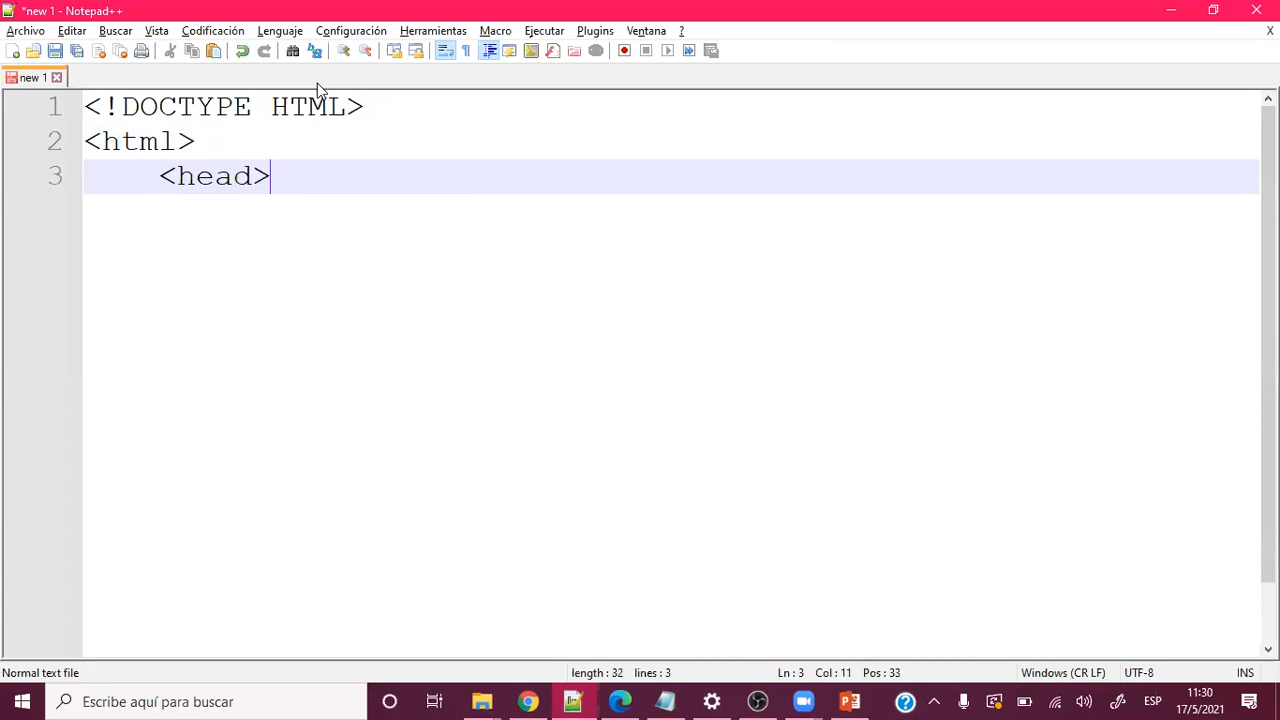 *new 1 - Notepad++
Archivo Editar Buscar Vista Codificación Lenguaje Configuración Herramientas Macro Ejecutar Plugins Ventana ? X
new 1
1 <!DOCTYPE HTML>
2 <html>
3 <head>
Normal text file length : 32 lines : 3 Ln : 3 Col : 11 Pos : 33 Windows (CR LF) UTF-8 INS
Escribe aquí para buscar ESP 11:30
17/5/2021